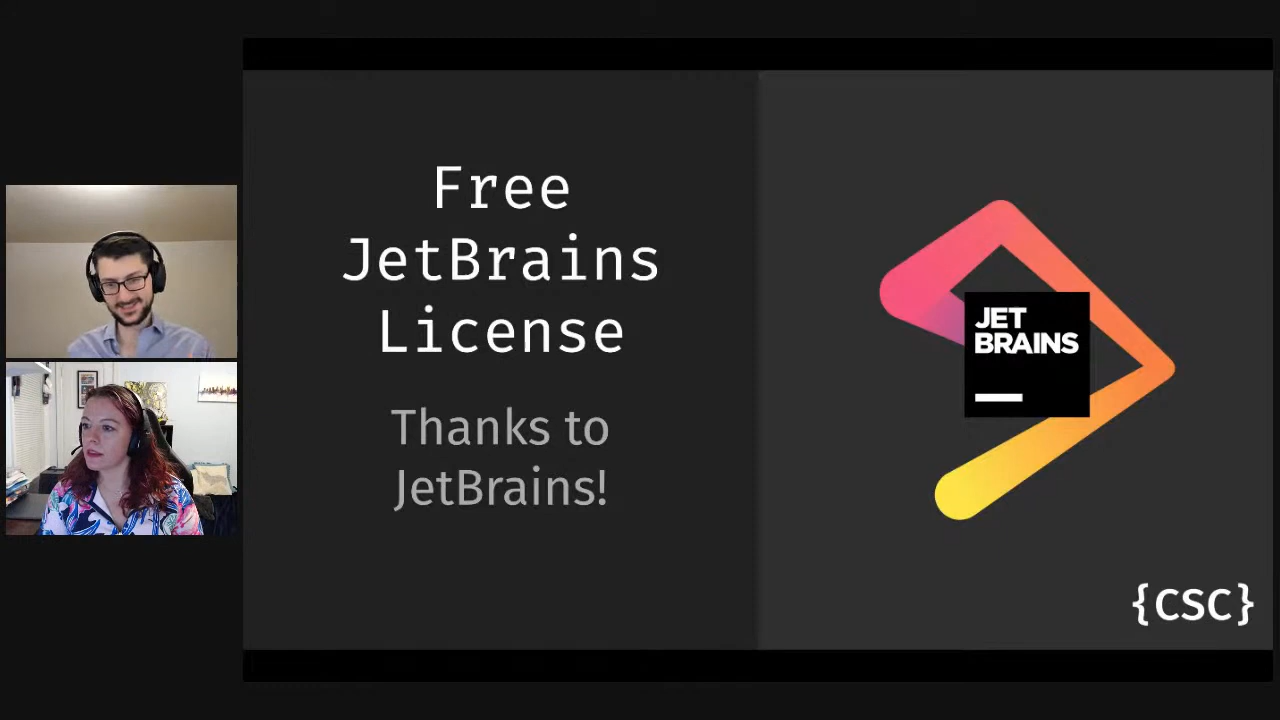 Free
JetBrains
License
Thanks to
JetBrains!
JET
BRAINS
{CSC}